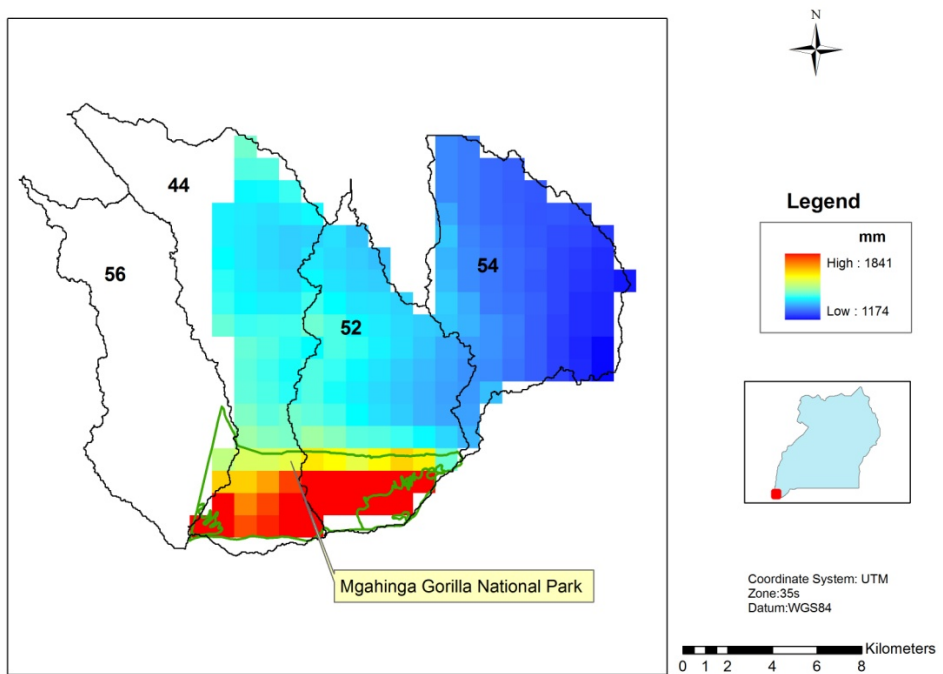 N
44
56
54
52
Legend
mm
High : 1841
Low : 1174
Mgahinga Gorilla National Park
Coordinate System: UTM
Zone:35s
Datum:WGS84
Kilometers
0 1 2 4 6 8